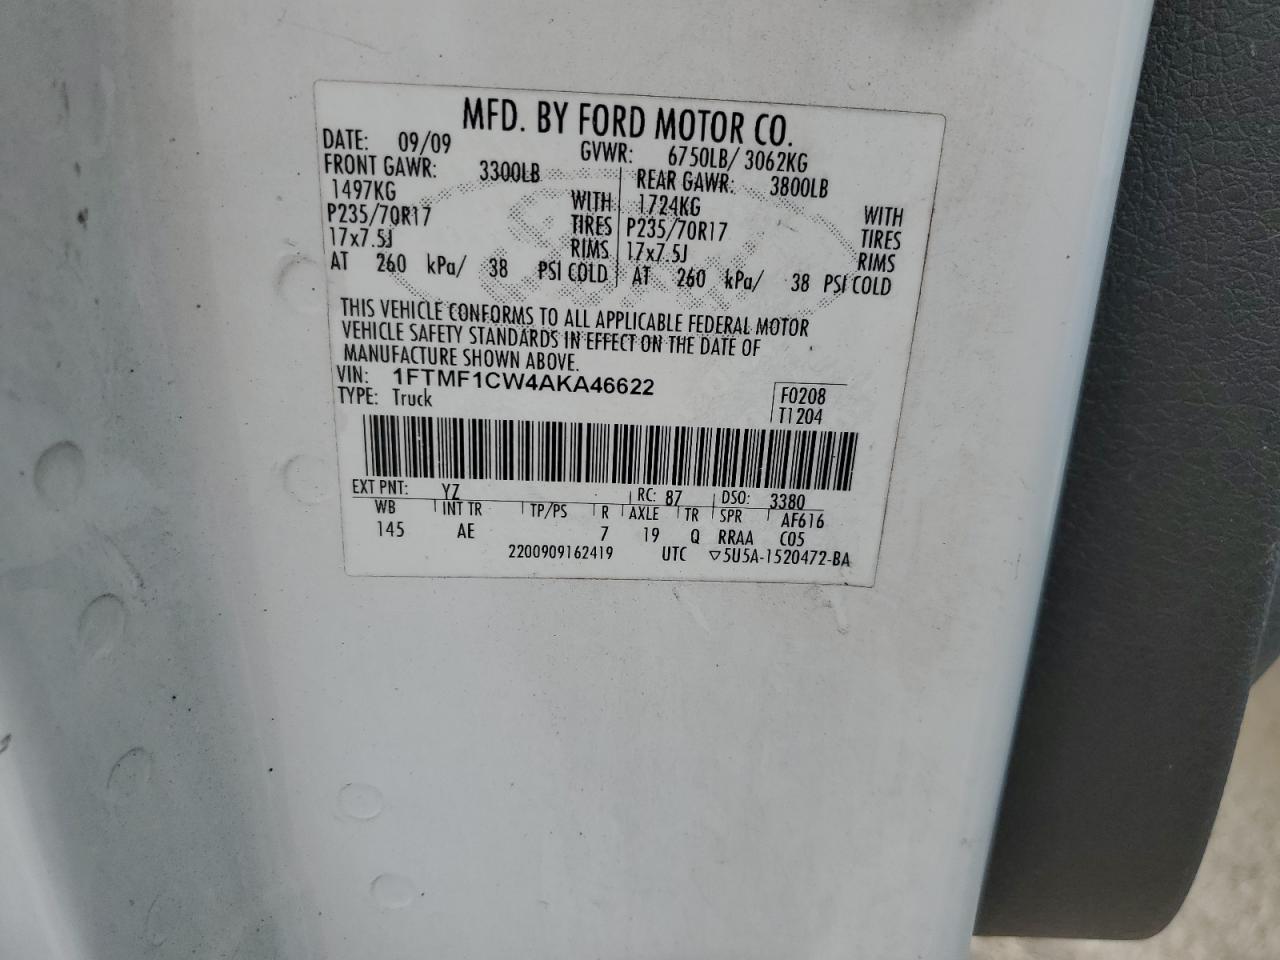 MFD. BY FORD MOTOR CO.
DATE: 09/09 GVWR: 6750LB/ 3062KG
FRONT GAWR: 3300LB REAR GAWR: 3800LB
1497KG WITH 1724KG WITH
P235/70R17 TIRES P235/70R17 TIRES
17x7.5J RIMS 17x7.5J RIMS
AT 260 kPa/ 38 PSI COLD AT 260 kPa/ 38 PSI COLD
THIS VEHICLE CONFORMS TO ALL APPLICABLE FEDERAL MOTOR
VEHICLE SAFETY STANDARDS IN EFFECT ON THE DATE OF
MANUFACTURE SHOWN ABOVE.
VIN: 1FTMF1CW4AKA46622
TYPE: Truck
F0208
T1204
EXT PNT: YZ RC: 87 DSO: 3380
WB INT TR TP/PS R AXLE TR SPR AF616
145 AE 7 19 Q RRAA C05
2200909162419 UTC ▽5U5A-1520472-BA